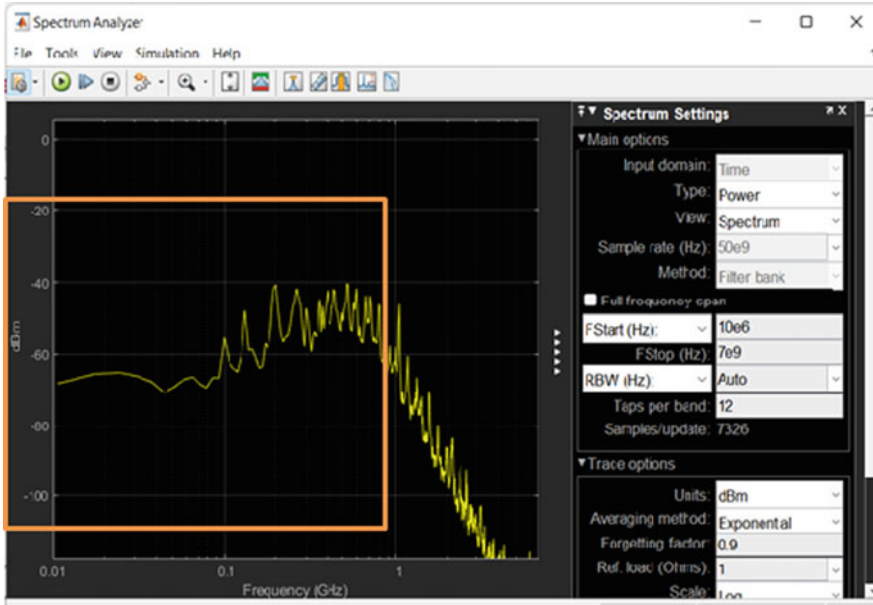 Spectrum Analyzer
File Tools View Simulation Help
0
-20
-40
-60
-80
-100
dBm
0.01 0.1 1
Frequency (GHz)
Spectrum Settings
Main options
Input domain: Time
Type: Power
View: Spectrum
Sample rate (Hz): 50e9
Method: Filter bank
Full frequency span
FStart (Hz): 10e6
FStop (Hz): 7e9
RBW (Hz): Auto
Taps per band: 12
Samples/update: 7326
Trace options
Units: dBm
Averaging method: Exponential
Forgetting factor: 0.9
Ref. load (Ohms): 1
Scale: Log